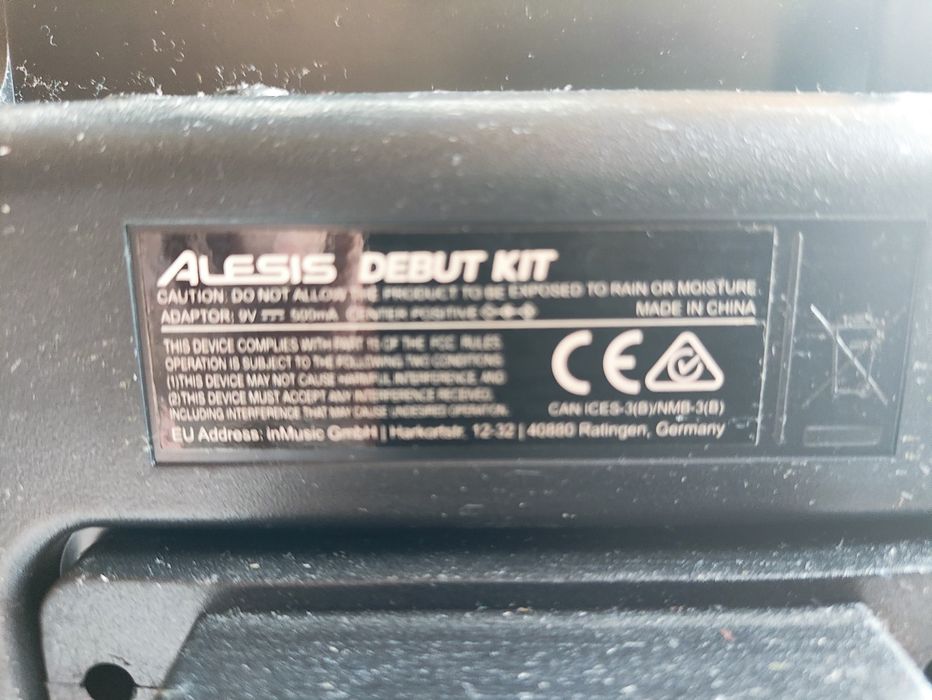 ALESIS DEBUT KIT
CAUTION: DO NOT ALLOW THE PRODUCT TO BE EXPOSED TO RAIN OR MOISTURE.
ADAPTOR: 9V 500mA CENTER POSITIVE MADE IN CHINA
THIS DEVICE COMPLIES WITH PART 15 OF THE FCC RULES.
OPERATION IS SUBJECT TO THE FOLLOWING TWO CONDITIONS:
(1)THIS DEVICE MAY NOT CAUSE HARMFUL INTERFERENCE, AND
(2)THIS DEVICE MUST ACCEPT ANY INTERFERENCE RECEIVED,
INCLUDING INTERFERENCE THAT MAY CAUSE UNDESIRED OPERATION.
CE
CAN ICES-3(B)/NMB-3(B)
EU Address: inMusic GmbH | Harkortstr. 12-32 | 40880 Ratingen, Germany